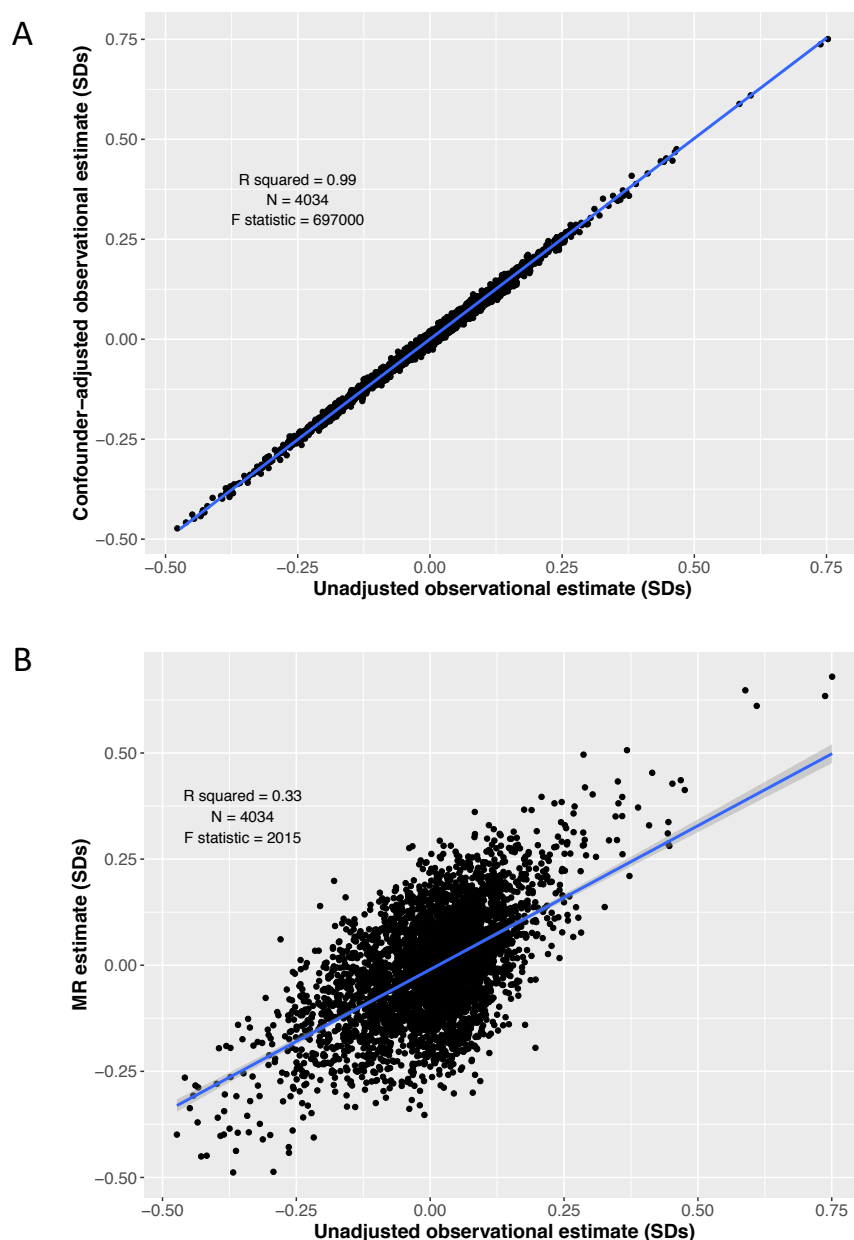 A
Confounder−adjusted observational estimate (SDs)
0.75
0.50
0.25
0.00
−0.25
−0.50
R squared = 0.99
N = 4034
F statistic = 697000
−0.50 −0.25 0.00 0.25 0.50 0.75
Unadjusted observational estimate (SDs)
B
MR estimate (SDs)
0.50
0.25
0.00
−0.25
−0.50
R squared = 0.33
N = 4034
F statistic = 2015
−0.50 −0.25 0.00 0.25 0.50 0.75
Unadjusted observational estimate (SDs)